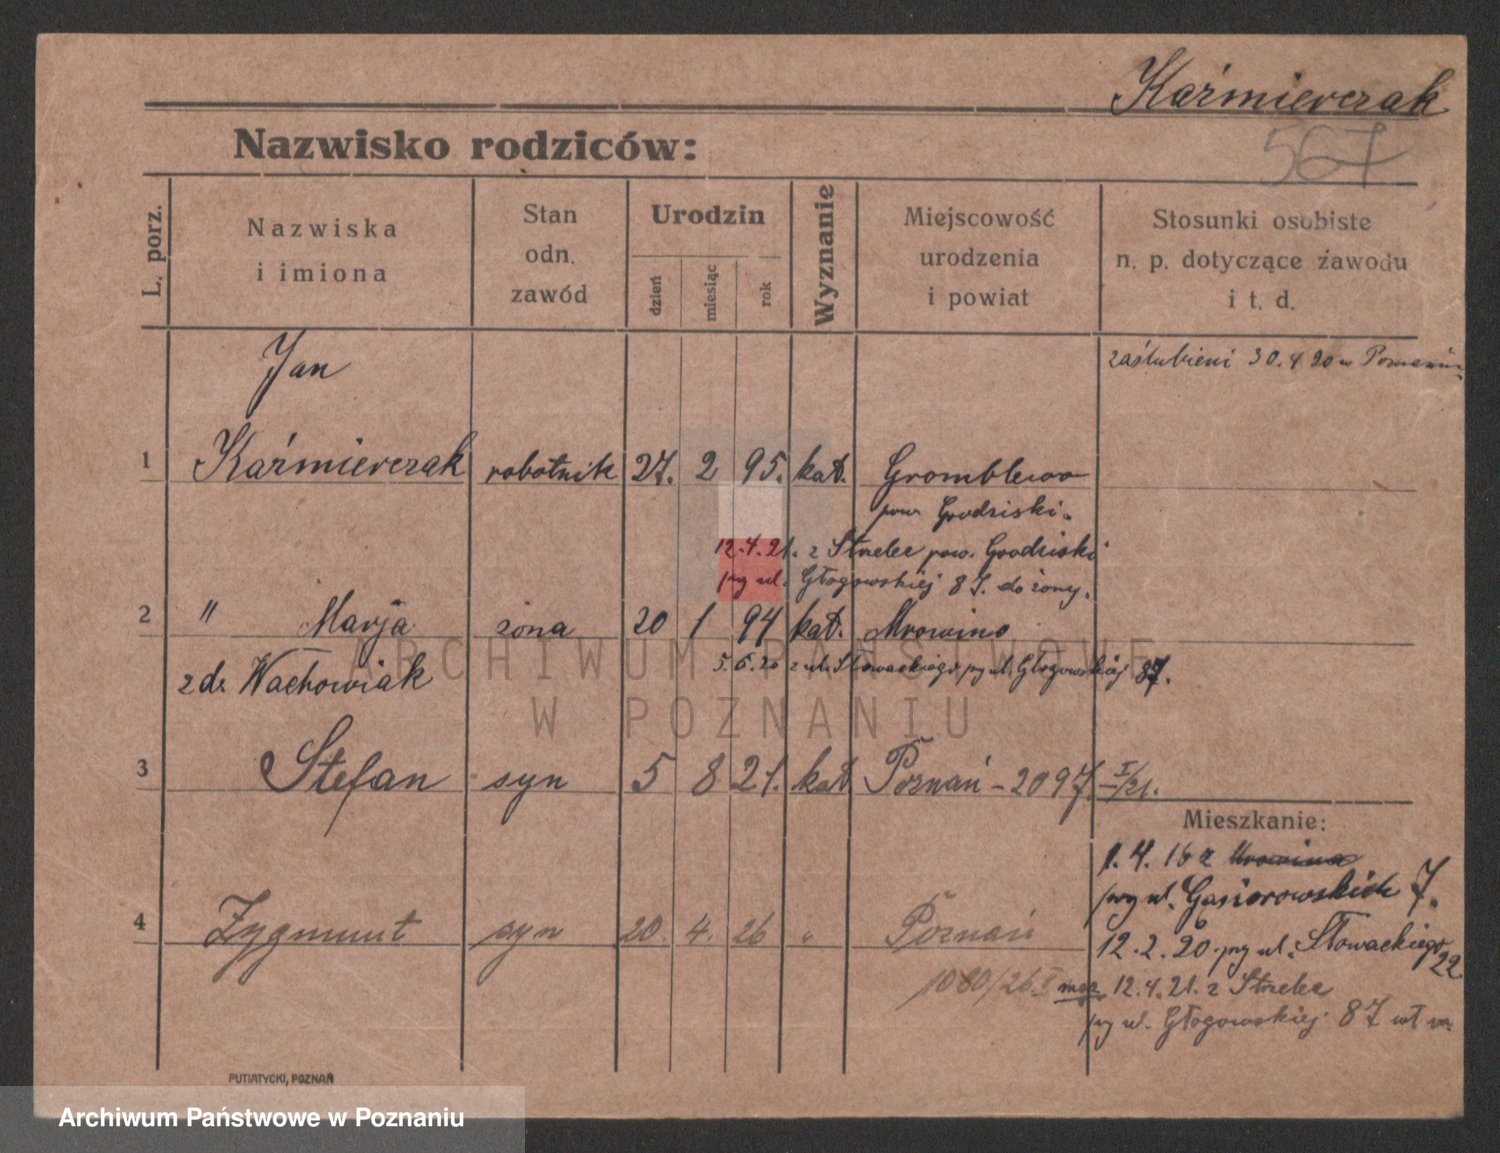 Kaźmierczak
567
Nazwisko rodziców:
L. porz.
Nazwiska
i imiona
Stan
odn.
zawód
Urodzin
dzień
miesiąc
rok
Wyznanie
Miejscowość
urodzenia
i powiat
Stosunki osobiste
n. p. dotyczące zawodu
i t. d.
Jan
zaślubieni 30.4 20 w Poznaniu
1 Kaźmierczak robotnik 27. 2 95. kat. Gromblewo
pow Grodziski.
12.4.21. z Strzelec pow. Grodziski
przy ul. Głogowskiej 87. do żony.
2 " Marja żona 20 1 94 kat. Mrowino
5.6.20 z ul. Słowackiego przy ul. Głogowskiej 87.
z d. Wachowiak
3 Stefan syn 5 8 21. kat Poznań - 2097 I/21.
Mieszkanie:
1. 4. 16 z Mrowina
przy ul. Gąsiorowskich 7.
4 Zygmunt syn 20. 4. 26 " Poznań
12.2.20. przy ul. Słowackiego 22
1080/26 I
mąż 12.4.21. z Strzelec
przy ul. Głogowskiej 87
PUTIATYCKI, POZNAŃ
ARCHIWUM PAŃSTWOWE
W POZNANIU
Archiwum Państwowe w Poznaniu